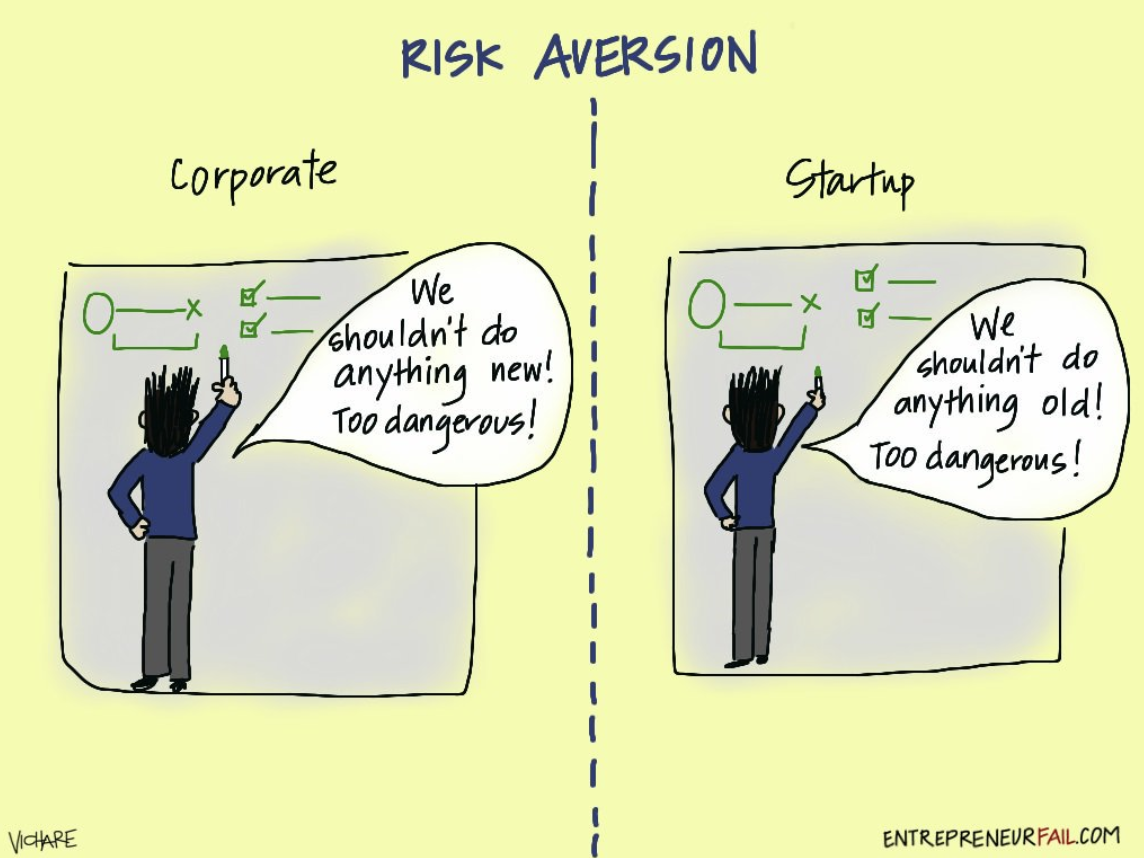 RISK AVERSION
Corporate
We
shouldn't do
anything new!
Too dangerous!
Startup
We
shouldn't do
anything old!
Too dangerous!
VICHARE
ENTREPRENEURFAIL.COM